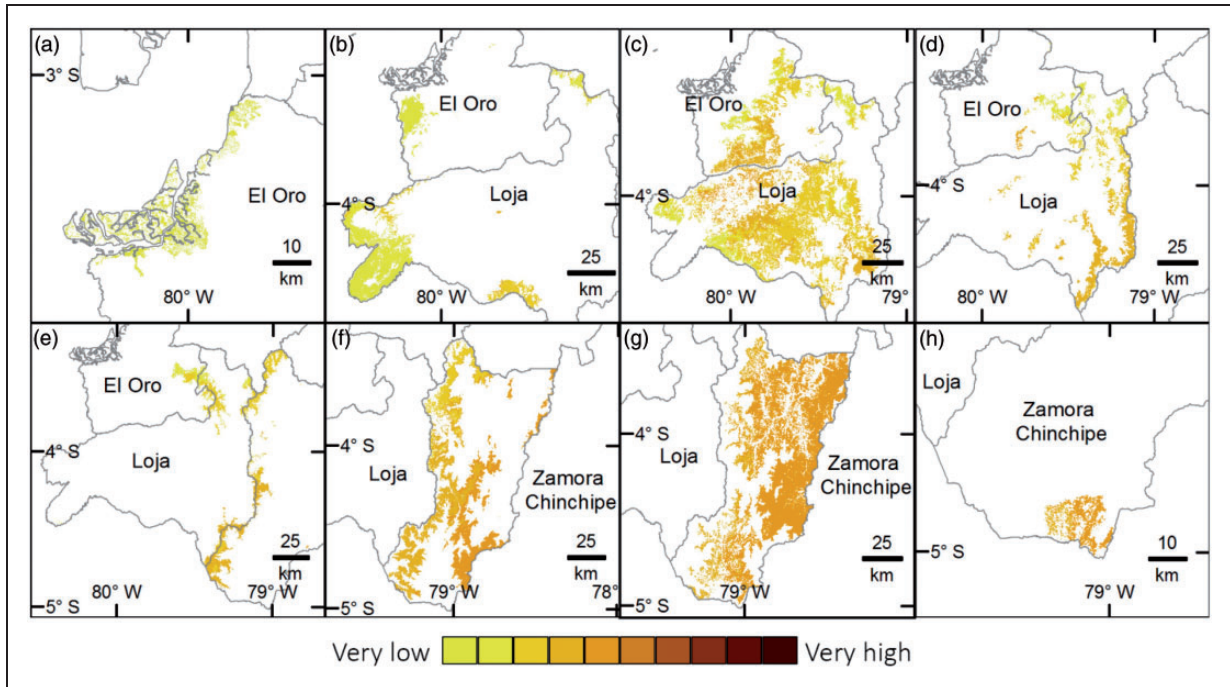 (a)
3° S
El Oro
10
km
80° W
(b)
El Oro
Loja
4° S
25
km
80° W
(c)
El Oro
4° S
Loja
25
km
80° W
79°
(d)
El Oro
4° S
Loja
25
km
80° W
79° W
(e)
El Oro
4° S
Loja
25
km
80° W
79° W
5° S
(f)
4° S
Loja
Zamora
Chinchipe
25
km
79° W
78°
5° S
(g)
4° S
Loja
Zamora
Chinchipe
25
km
79° W
5° S
(h)
Loja
Zamora
Chinchipe
10
km
5° S
79° W
Very low Very high